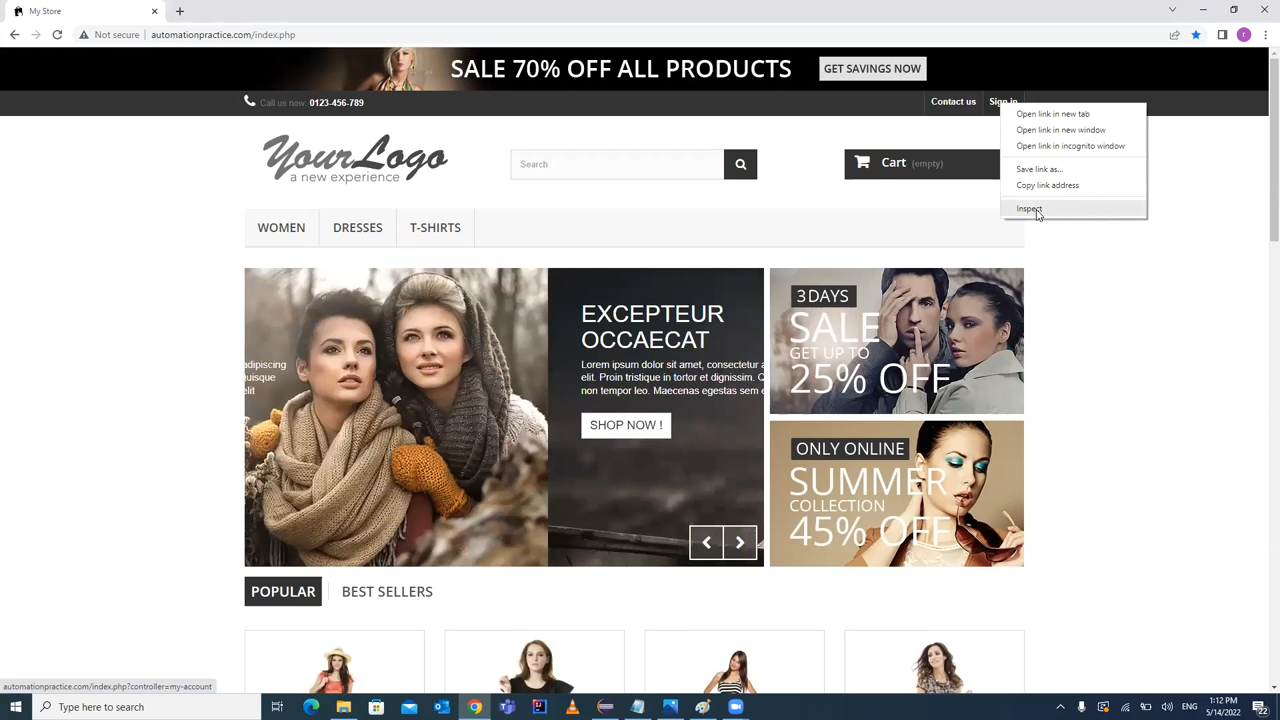 My Store
Not secure
automationpractice.com/index.php
r
SALE 70% OFF ALL PRODUCTS
GET SAVINGS NOW
Call us now: 0123-456-789
Contact us
Sign in
Open link in new tab
Open link in new window
Open link in incognito window
Save link as...
Copy link address
Inspect
YourLogo
a new experience
Search
Cart (empty)
WOMEN
DRESSES
T-SHIRTS
adipiscing
elit
EXCEPTEUR
OCCAECAT
Lorem ipsum dolor sit amet, consectetur a
elit. Proin tristique in tortor et dignissim. Q
non tempor leo. Maecenas egestas sem e
SHOP NOW !
3 DAYS
SALE
GET UP TO
25% OFF
ONLY ONLINE
SUMMER
COLLECTION
45% OFF
POPULAR
BEST SELLERS
automationpractice.com/index.php?controller=my-account
Type here to search
ENG
1:12 PM
5/14/2022
22